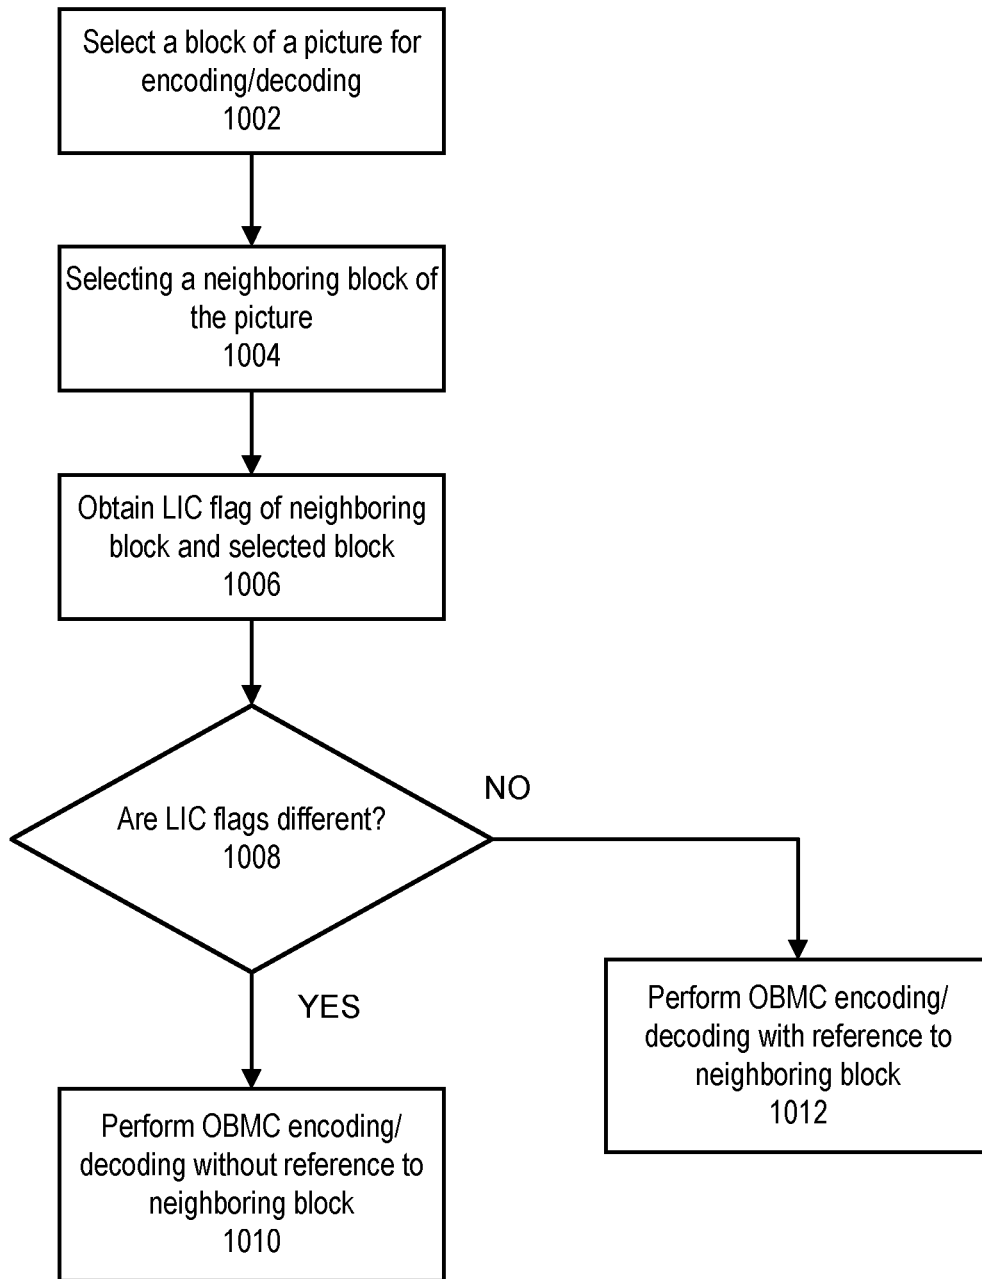 Select a block of a picture for
encoding/decoding
1002
Selecting a neighboring block of
the picture
1004
Obtain LIC flag of neighboring
block and selected block
1006
Are LIC flags different?
1008
NO
YES
Perform OBMC encoding/
decoding with reference to
neighboring block
1012
Perform OBMC encoding/
decoding without reference to
neighboring block
1010